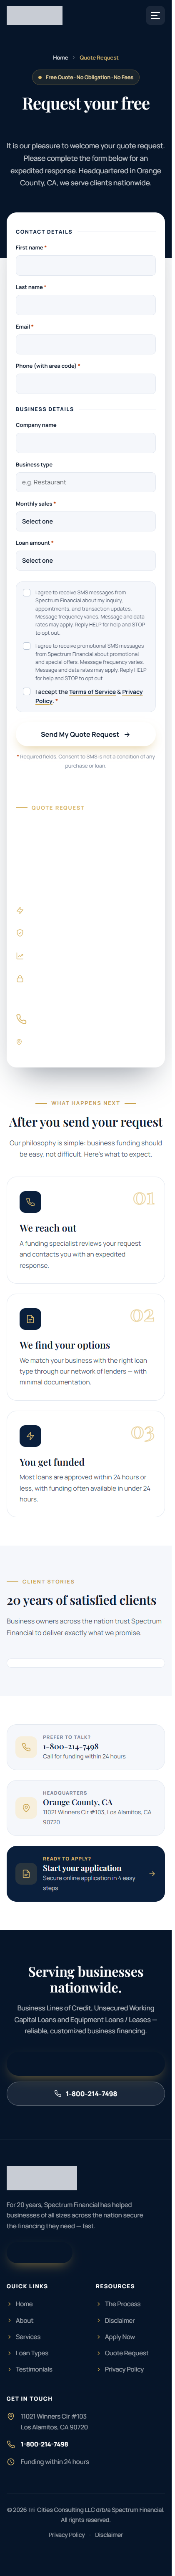 Home › Quote Request
Free Quote · No Obligation · No Fees
Request your free
It is our pleasure to welcome your quote request.
Please complete the form below for an
expedited response. Headquartered in Orange
County, CA, we serve clients nationwide.
CONTACT DETAILS
First name *
Last name *
Email *
Phone (with area code) *
BUSINESS DETAILS
Company name
Business type
e.g. Restaurant
Monthly sales *
Select one
Loan amount *
Select one
I agree to receive SMS messages from
Spectrum Financial about my inquiry,
appointments, and transaction updates.
Message frequency varies. Message and data
rates may apply. Reply HELP for help and STOP
to opt out.
I agree to receive promotional SMS messages
from Spectrum Financial about promotional
and special offers. Message frequency varies.
Message and data rates may apply. Reply HELP
for help and STOP to opt out.
I accept the Terms of Service & Privacy
Policy. *
Send My Quote Request →
* Required fields. Consent to SMS is not a condition of any
purchase or loan.
QUOTE REQUEST
WHAT HAPPENS NEXT
After you send your request
Our philosophy is simple: business funding should
be easy, not difficult. Here's what to expect.
01
We reach out
A funding specialist reviews your request
and contacts you with an expedited
response.
02
We find your options
We match your business with the right loan
type through our network of lenders — with
minimal documentation.
03
You get funded
Most loans are approved within 24 hours or
less, with funding often available in under 24
hours.
CLIENT STORIES
20 years of satisfied clients
Business owners across the nation trust Spectrum
Financial to deliver exactly what we promise.
PREFER TO TALK?
1-800-214-7498
Call for funding within 24 hours
HEADQUARTERS
Orange County, CA
11021 Winners Cir #103, Los Alamitos, CA
90720
READY TO APPLY?
Start your application
Secure online application in 4 easy
steps
→
Serving businesses
nationwide.
Business Lines of Credit, Unsecured Working
Capital Loans and Equipment Loans / Leases —
reliable, customized business financing.
1-800-214-7498
For 20 years, Spectrum Financial has helped
businesses of all sizes across the nation secure
the financing they need — fast.
QUICK LINKS
› Home
› About
› Services
› Loan Types
› Testimonials
RESOURCES
› The Process
› Disclaimer
› Apply Now
› Quote Request
› Privacy Policy
GET IN TOUCH
11021 Winners Cir #103
Los Alamitos, CA 90720
1-800-214-7498
Funding within 24 hours
© 2026 Tri-Cities Consulting LLC d/b/a Spectrum Financial.
All rights reserved.
Privacy Policy · Disclaimer